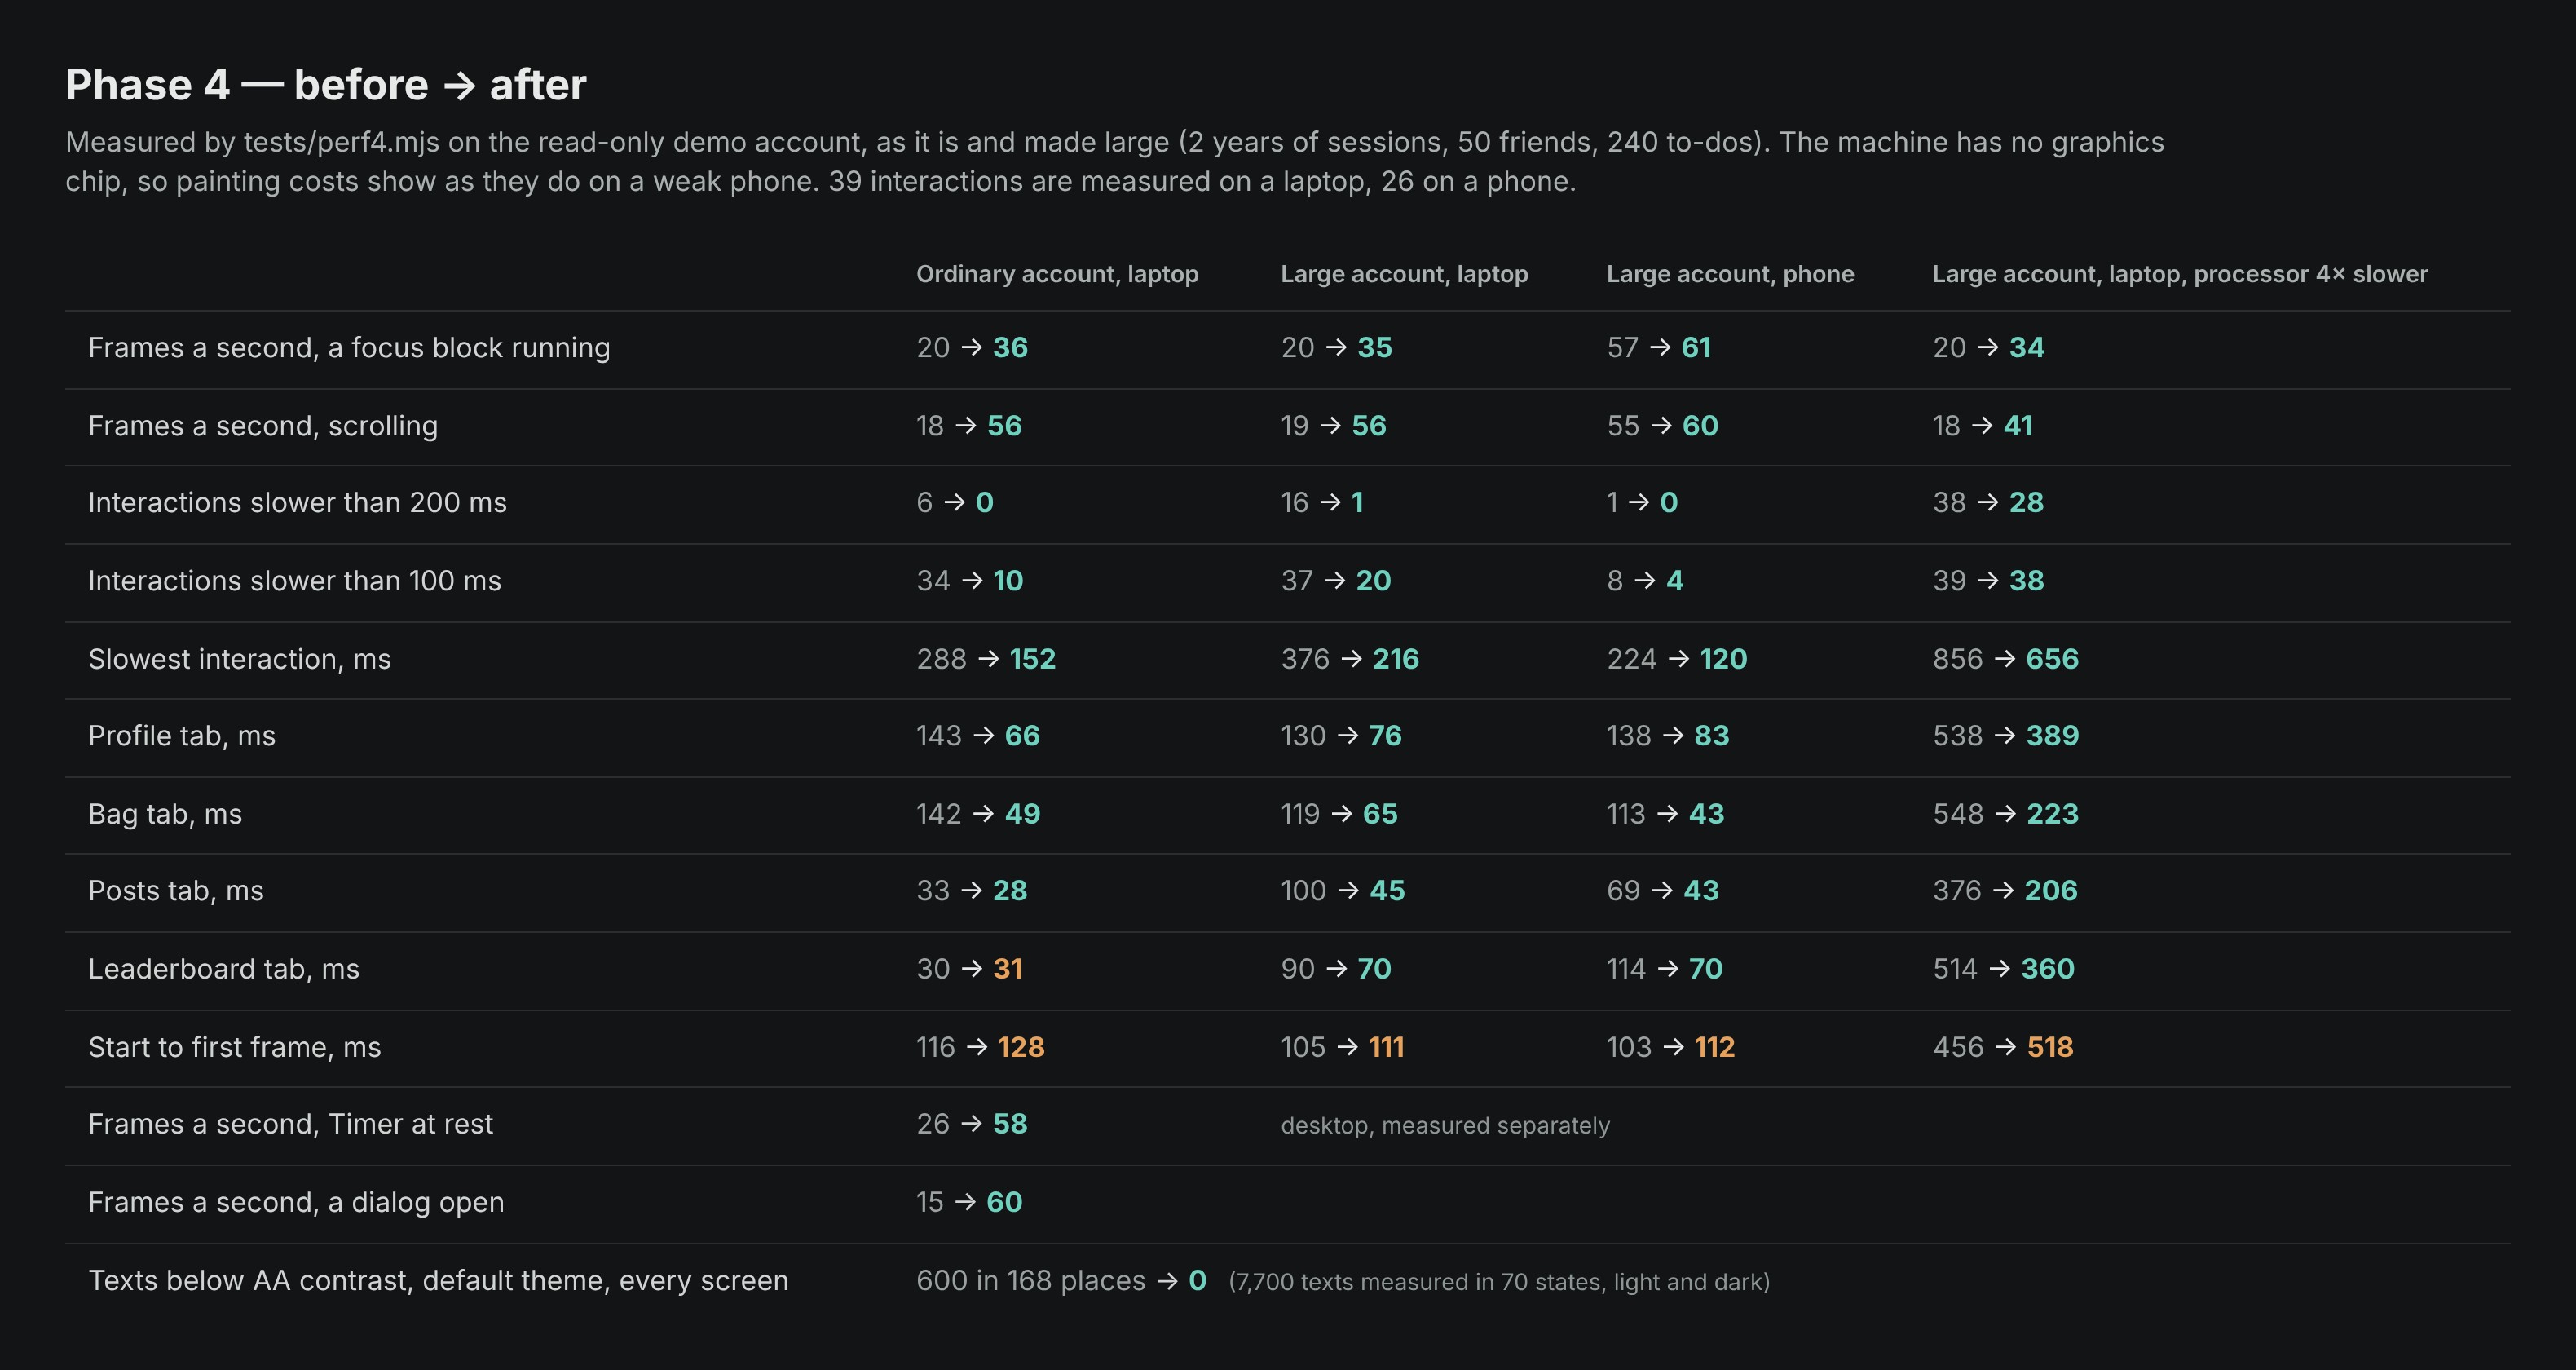 Phase 4 — before → after
Measured by tests/perf4.mjs on the read-only demo account, as it is and made large (2 years of sessions, 50 friends, 240 to-dos). The machine has no graphics
chip, so painting costs show as they do on a weak phone. 39 interactions are measured on a laptop, 26 on a phone.
Ordinary account, laptop Large account, laptop Large account, phone Large account, laptop, processor 4× slower
Frames a second, a focus block running 20 → 36 20 → 35 57 → 61 20 → 34
Frames a second, scrolling 18 → 56 19 → 56 55 → 60 18 → 41
Interactions slower than 200 ms 6 → 0 16 → 1 1 → 0 38 → 28
Interactions slower than 100 ms 34 → 10 37 → 20 8 → 4 39 → 38
Slowest interaction, ms 288 → 152 376 → 216 224 → 120 856 → 656
Profile tab, ms 143 → 66 130 → 76 138 → 83 538 → 389
Bag tab, ms 142 → 49 119 → 65 113 → 43 548 → 223
Posts tab, ms 33 → 28 100 → 45 69 → 43 376 → 206
Leaderboard tab, ms 30 → 31 90 → 70 114 → 70 514 → 360
Start to first frame, ms 116 → 128 105 → 111 103 → 112 456 → 518
Frames a second, Timer at rest 26 → 58 desktop, measured separately
Frames a second, a dialog open 15 → 60
Texts below AA contrast, default theme, every screen 600 in 168 places → 0 (7,700 texts measured in 70 states, light and dark)